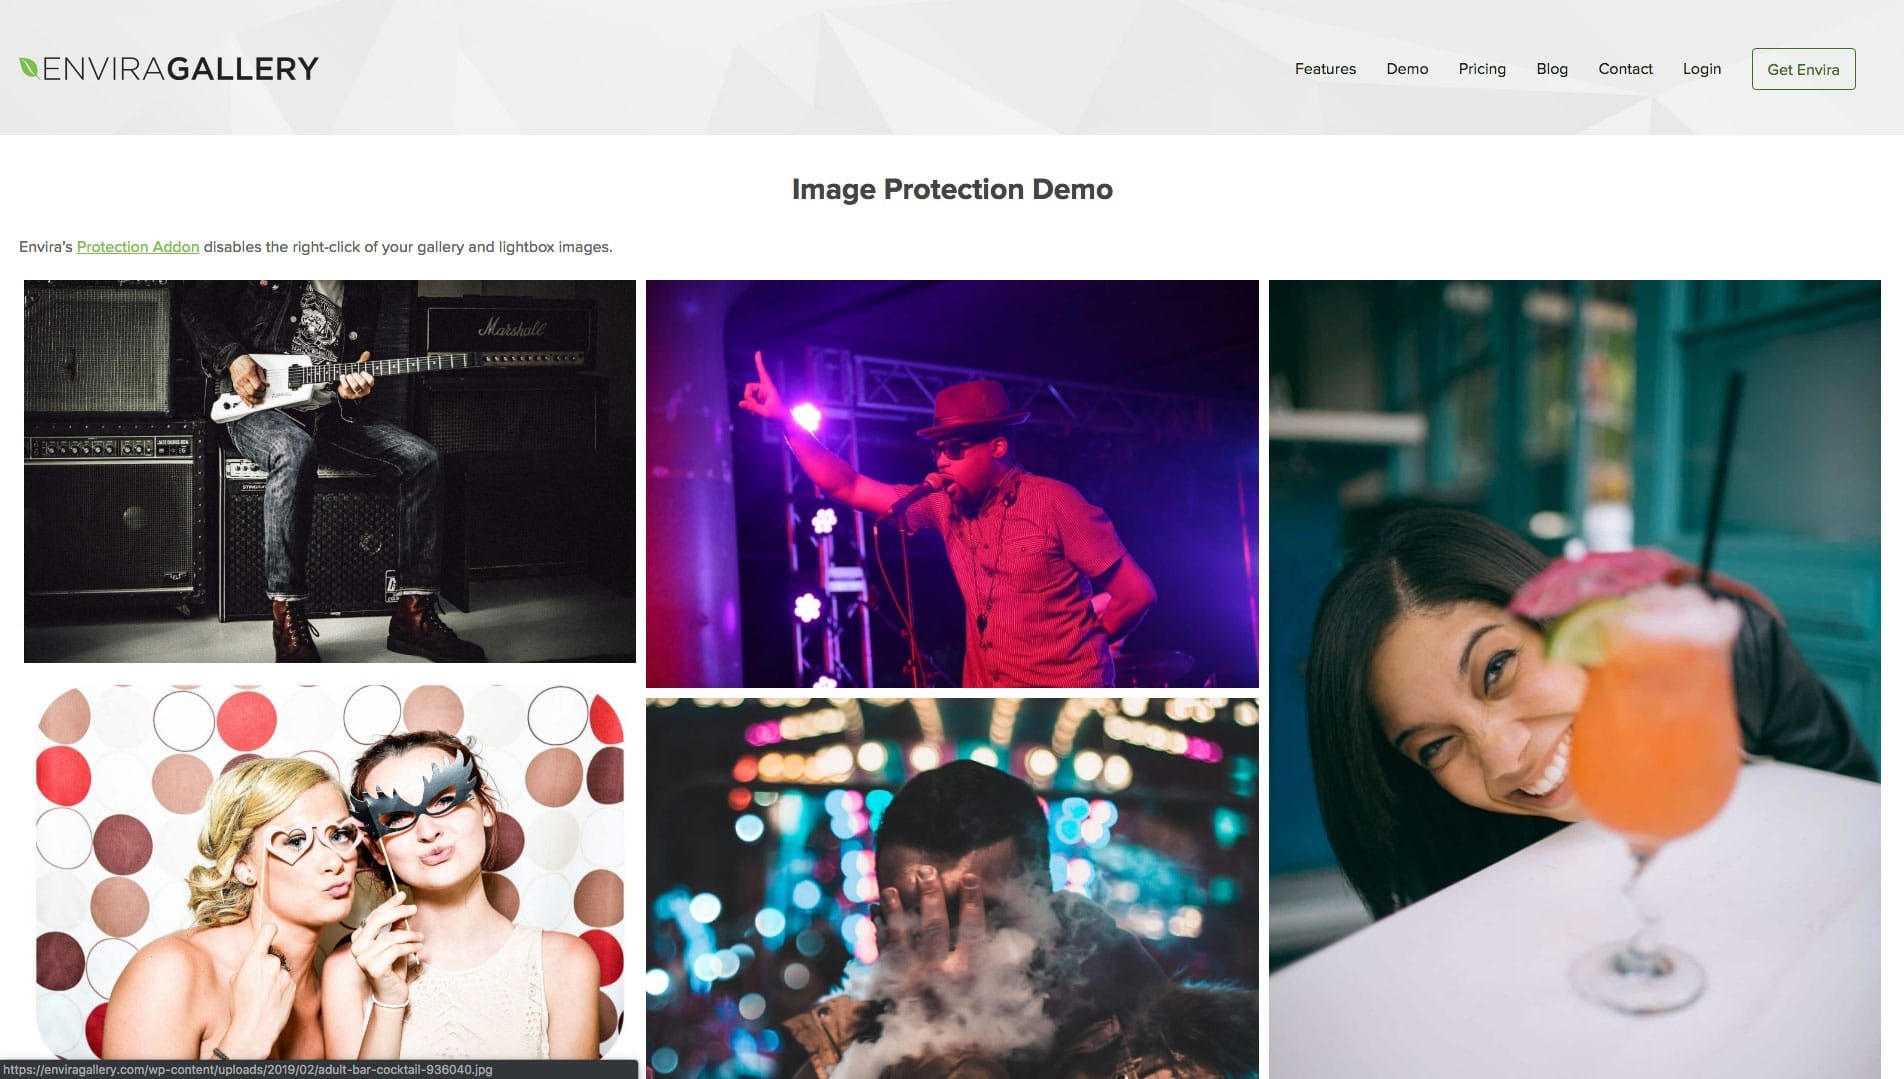 ENVIRAGALLERY
Features Demo Pricing Blog Contact Login Get Envira
Image Protection Demo
Envira's Protection Addon disables the right-click of your gallery and lightbox images.
Marshall
https://enviragallery.com/wp-content/uploads/2019/02/adult-bar-cocktail-936040.jpg